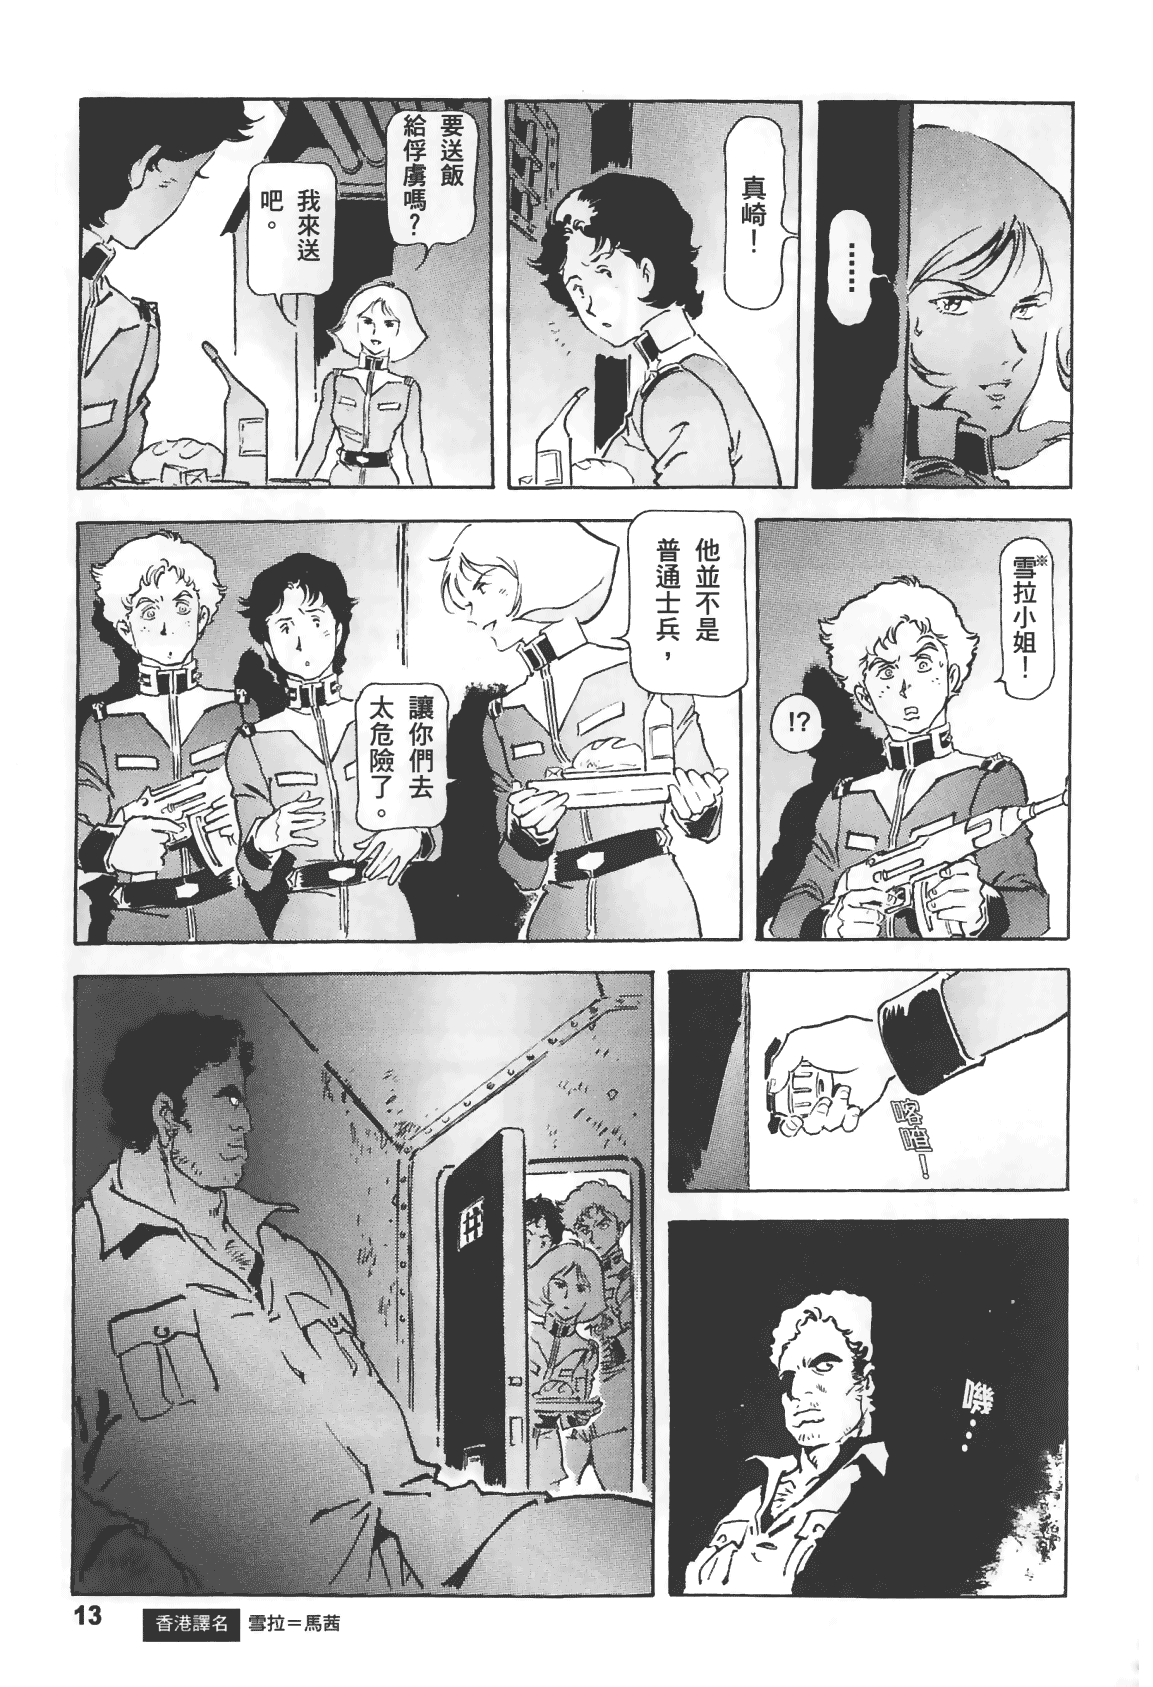 ……
真崎！
要送飯
給俘虜嗎？
我來送
吧。
※
雪拉小姐！
!?
他並不是
普通士兵，
讓你們去
太危險了。
喀喳！
嘰…
13
香港譯名 雪拉＝馬茜